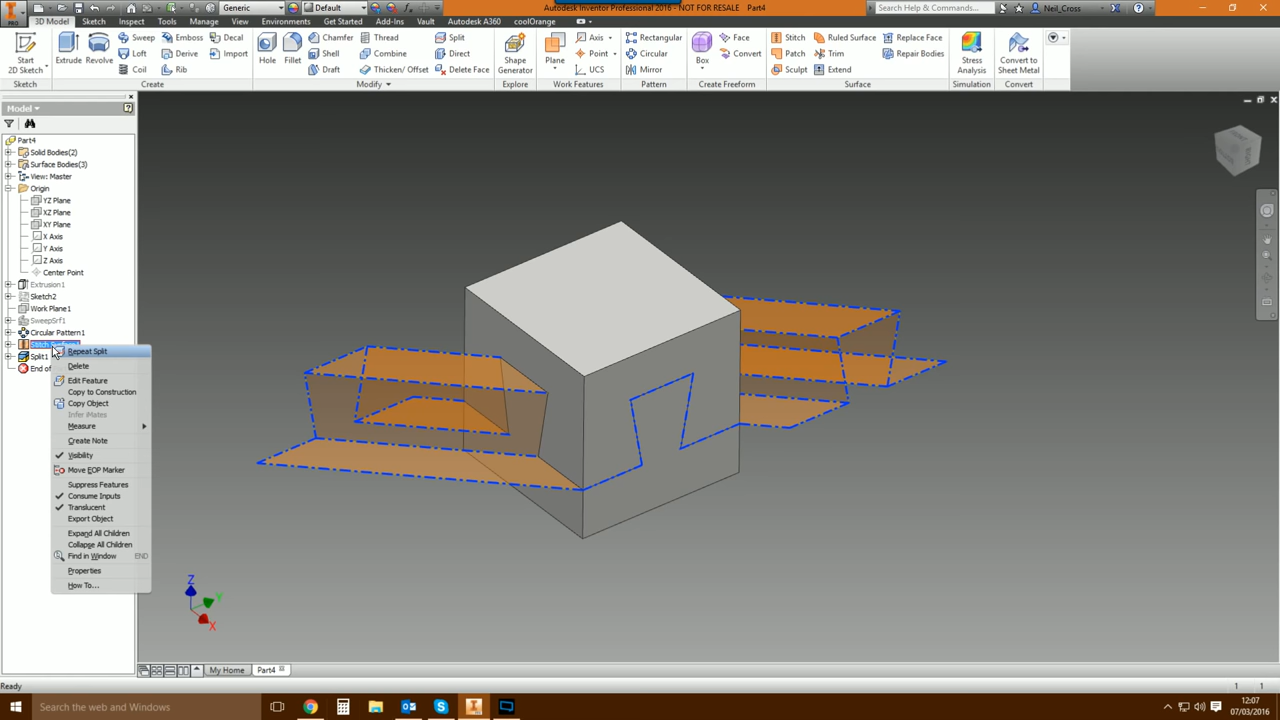 Generic
Default
Autodesk Inventor Professional 2016 - NOT FOR RESALE Part4
Search Help & Commands...
Neil_Cross
PRO
3D Model Sketch Inspect Tools Manage View Environments Get Started Add-Ins Vault Autodesk A360 coolOrange
Start
2D Sketch
Sketch
Extrude
Revolve
Sweep
Loft
Coil
Emboss
Derive
Rib
Decal
Import
Create
Hole
Fillet
Chamfer
Shell
Draft
Thread
Combine
Thicken/ Offset
Split
Direct
Delete Face
Modify
Shape
Generator
Explore
Plane
Axis
Point
UCS
Work Features
Rectangular
Circular
Mirror
Pattern
Box
Face
Convert
Create Freeform
Stitch
Patch
Sculpt
Ruled Surface
Trim
Extend
Replace Face
Repair Bodies
Surface
Stress
Analysis
Simulation
Convert to
Sheet Metal
Convert
Model
Part4
Solid Bodies(2)
Surface Bodies(3)
View: Master
Origin
YZ Plane
XZ Plane
XY Plane
X Axis
Y Axis
Z Axis
Center Point
Extrusion1
Sketch2
Work Plane1
SweepSrf1
Circular Pattern1
Split1
End of
Repeat Split
Delete
Edit Feature
Copy to Construction
Copy Object
Infer iMates
Measure
Create Note
Visibility
Move EOP Marker
Suppress Features
Consume Inputs
Translucent
Export Object
Expand All Children
Collapse All Children
Find in Window END
Properties
How To...
Z
Y
X
My Home
Part4
Ready
1 1
Search the web and Windows
12:07
07/03/2016